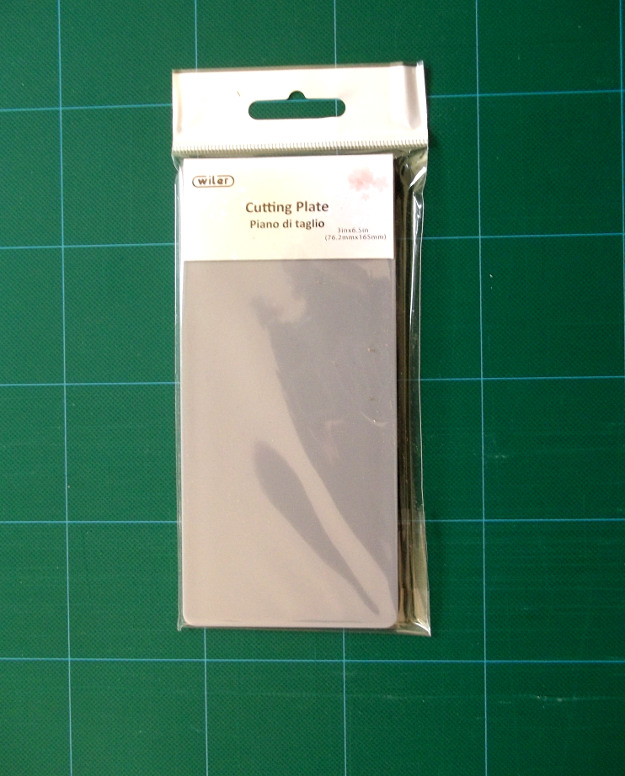 wiler
Cutting Plate
Piano di taglio
3inx6.5in
(76.2mmx165mm)